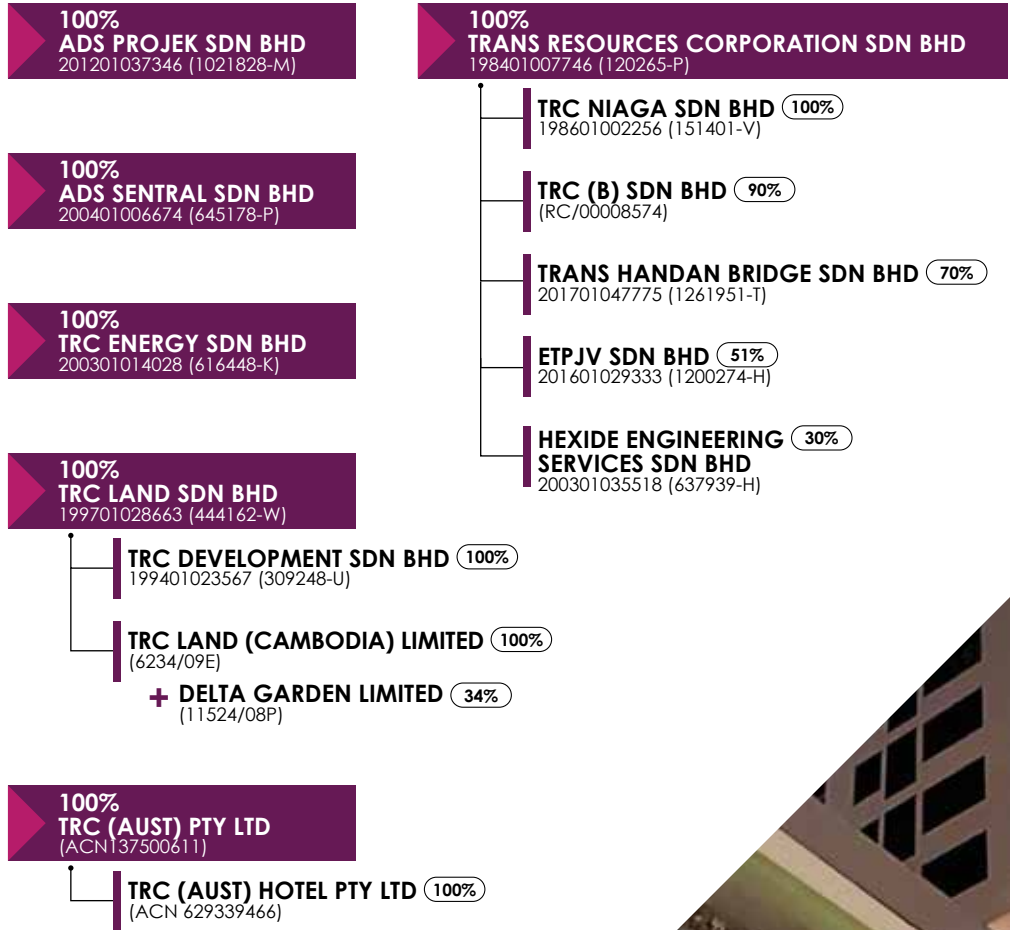 100%
ADS PROJEK SDN BHD
201201037346 (1021828-M)
100%
ADS SENTRAL SDN BHD
200401006674 (645178-P)
100%
TRC ENERGY SDN BHD
200301014028 (616448-K)
100%
TRC LAND SDN BHD
199701028663 (444162-W)
TRC DEVELOPMENT SDN BHD 100%
199401023567 (309248-U)
TRC LAND (CAMBODIA) LIMITED 100%
(6234/09E)
+ DELTA GARDEN LIMITED 34%
(11524/08P)
100%
TRC (AUST) PTY LTD
(ACN137500611)
TRC (AUST) HOTEL PTY LTD 100%
(ACN 629339466)
100%
TRANS RESOURCES CORPORATION SDN BHD
198401007746 (120265-P)
TRC NIAGA SDN BHD 100%
198601002256 (151401-V)
TRC (B) SDN BHD 90%
(RC/00008574)
TRANS HANDAN BRIDGE SDN BHD 70%
201701047775 (1261951-T)
ETPJV SDN BHD 51%
201601029333 (1200274-H)
HEXIDE ENGINEERING 30%
SERVICES SDN BHD
200301035518 (637939-H)